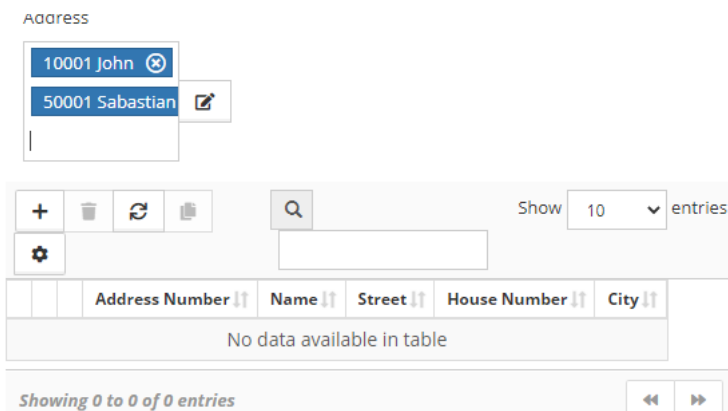 Address
10001 John
50001 Sabastian
Show 10 entries
Address Number Name Street House Number City
No data available in table
Showing 0 to 0 of 0 entries